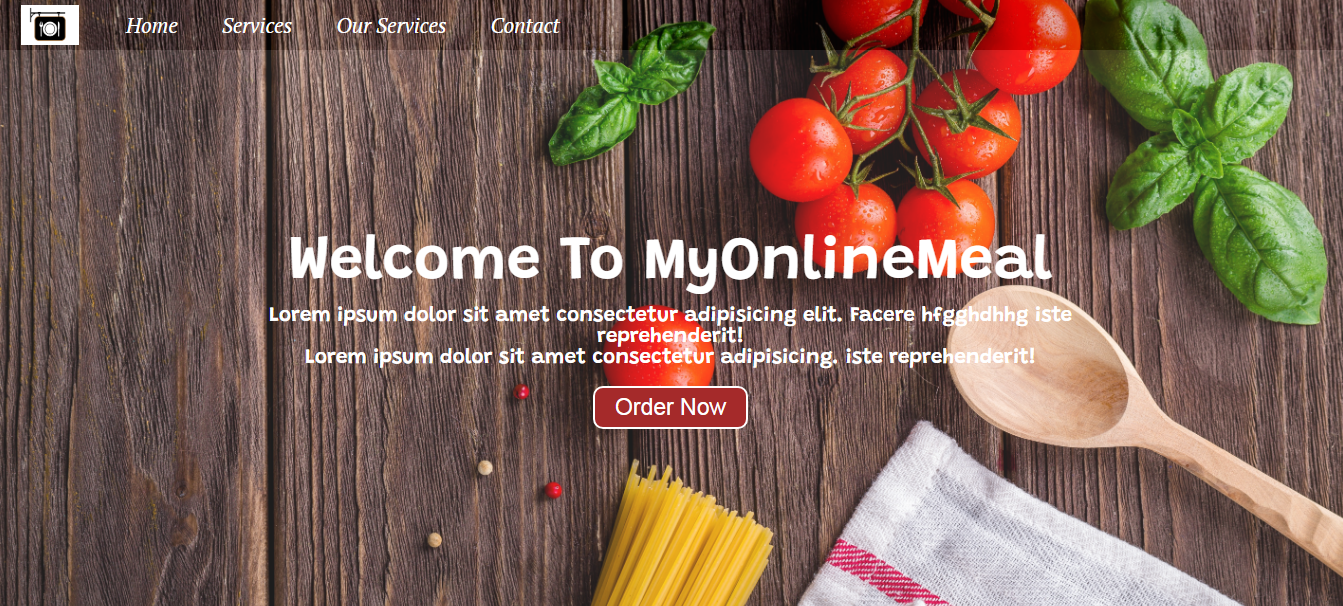 Home Services Our Services Contact
Welcome To MyOnlineMeal
Lorem ipsum dolor sit amet consectetur adipisicing elit. Facere hfgghdhhg iste
reprehenderit!
Lorem ipsum dolor sit amet consectetur adipisicing. iste reprehenderit!
Order Now